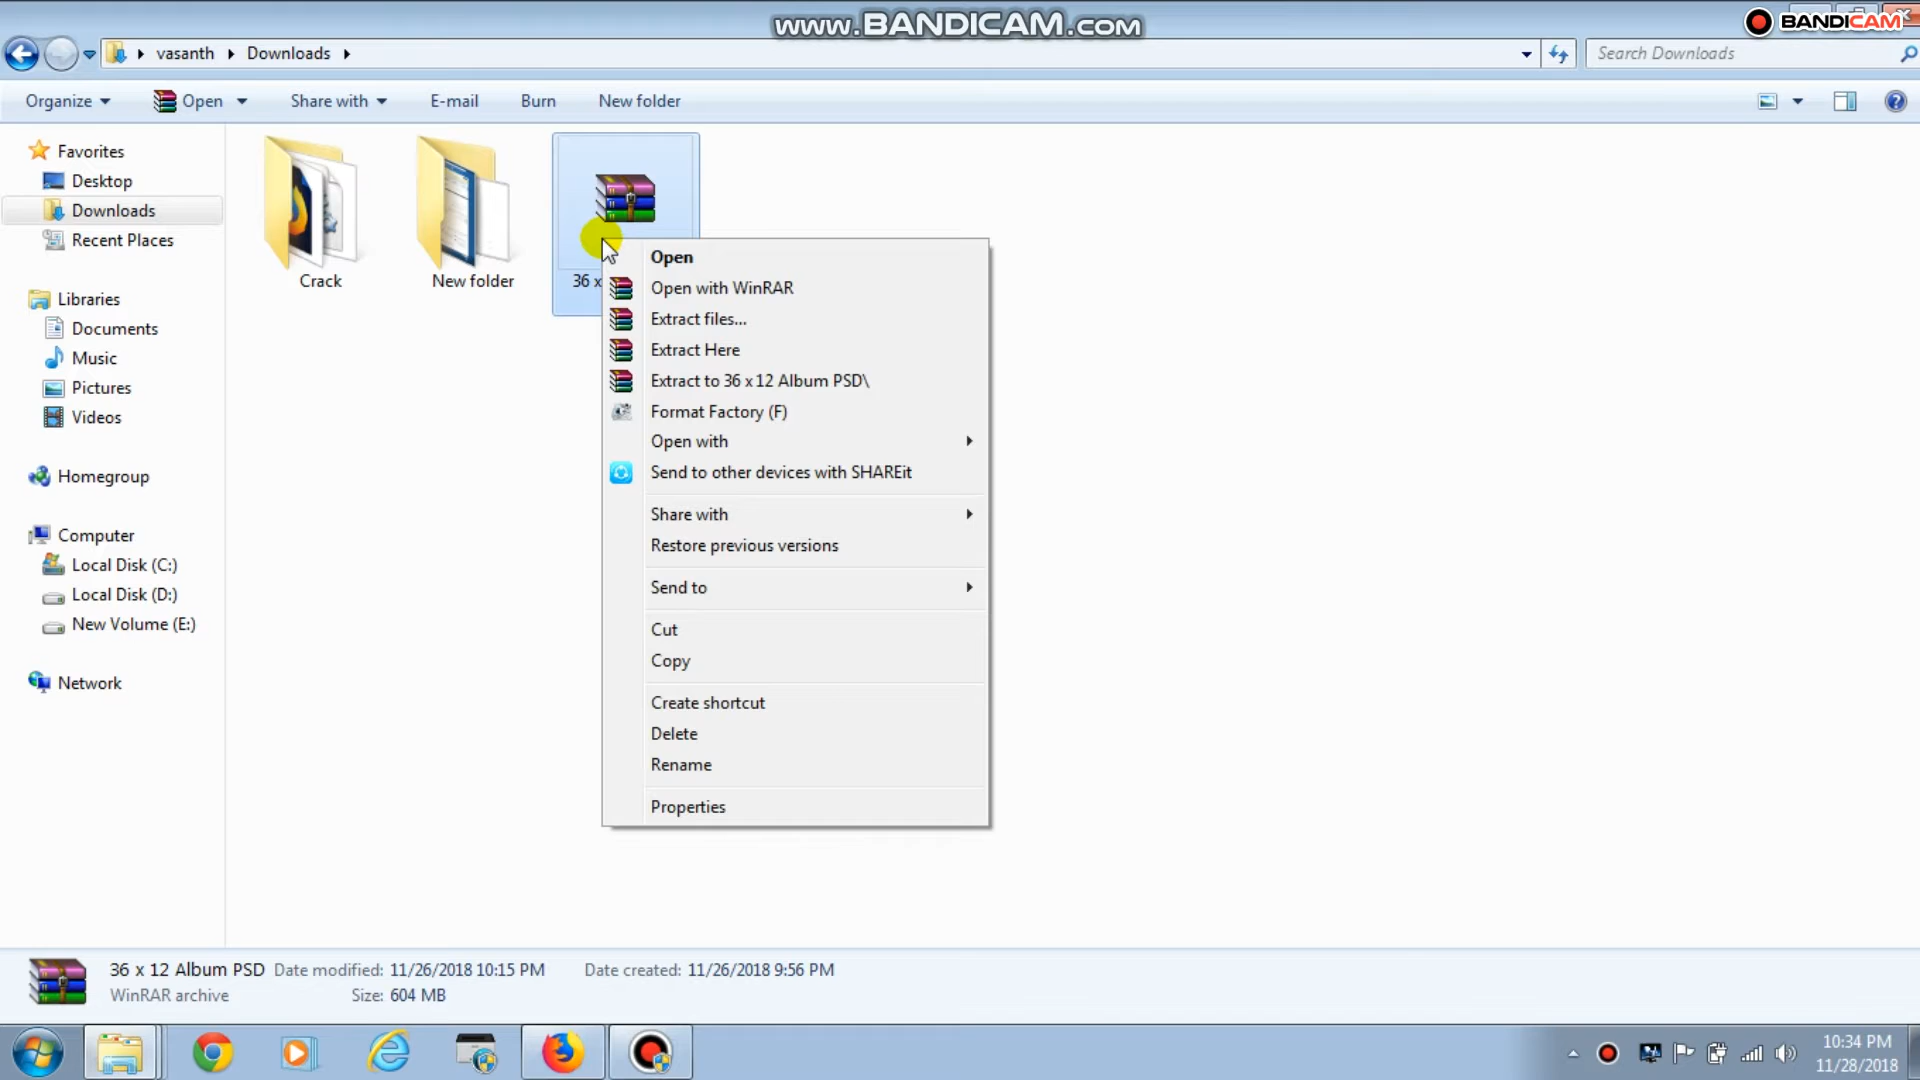 www.BANDICAM.com
BANDICAM
vasanth
Downloads
Search Downloads
Organize
Open
Share with
E-mail
Burn
New folder
Favorites
Desktop
Downloads
Recent Places
Libraries
Documents
Music
Pictures
Videos
Homegroup
Computer
Local Disk (C:)
Local Disk (D:)
New Volume (E:)
Network
Crack
New folder
36 x
Open
Open with WinRAR
Extract files...
Extract Here
Extract to 36 x 12 Album PSD\
Format Factory (F)
Open with
Send to other devices with SHAREit
Share with
Restore previous versions
Send to
Cut
Copy
Create shortcut
Delete
Rename
Properties
36 x 12 Album PSD Date modified: 11/26/2018 10:15 PM Date created: 11/26/2018 9:56 PM
WinRAR archive Size: 604 MB
10:34 PM
11/28/2018